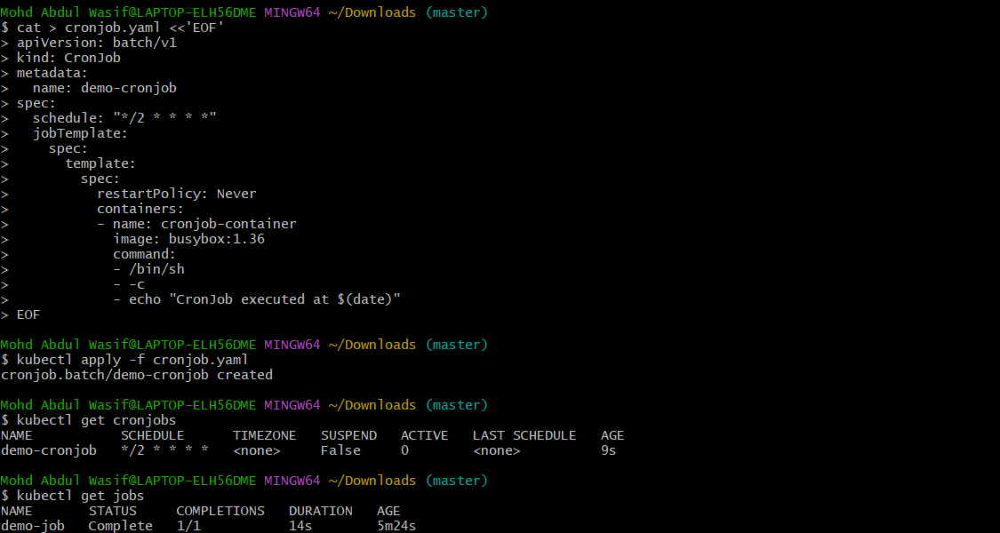 Mohd Abdul Wasif@LAPTOP-ELH56DME MINGW64 ~/Downloads (master)
$ cat > cronjob.yaml <<'EOF'
> apiVersion: batch/v1
> kind: CronJob
> metadata:
>   name: demo-cronjob
> spec:
>   schedule: "*/2 * * * *"
>   jobTemplate:
>     spec:
>       template:
>         spec:
>           restartPolicy: Never
>           containers:
>           - name: cronjob-container
>             image: busybox:1.36
>             command:
>             - /bin/sh
>             - -c
>             - echo "CronJob executed at $(date)"
> EOF
Mohd Abdul Wasif@LAPTOP-ELH56DME MINGW64 ~/Downloads (master)
$ kubectl apply -f cronjob.yaml
cronjob.batch/demo-cronjob created
Mohd Abdul Wasif@LAPTOP-ELH56DME MINGW64 ~/Downloads (master)
$ kubectl get cronjobs
NAME           SCHEDULE      TIMEZONE   SUSPEND   ACTIVE   LAST SCHEDULE   AGE
demo-cronjob   */2 * * * *   <none>     False     0        <none>          9s
Mohd Abdul Wasif@LAPTOP-ELH56DME MINGW64 ~/Downloads (master)
$ kubectl get jobs
NAME       STATUS     COMPLETIONS   DURATION   AGE
demo-job   Complete   1/1           14s        5m24s